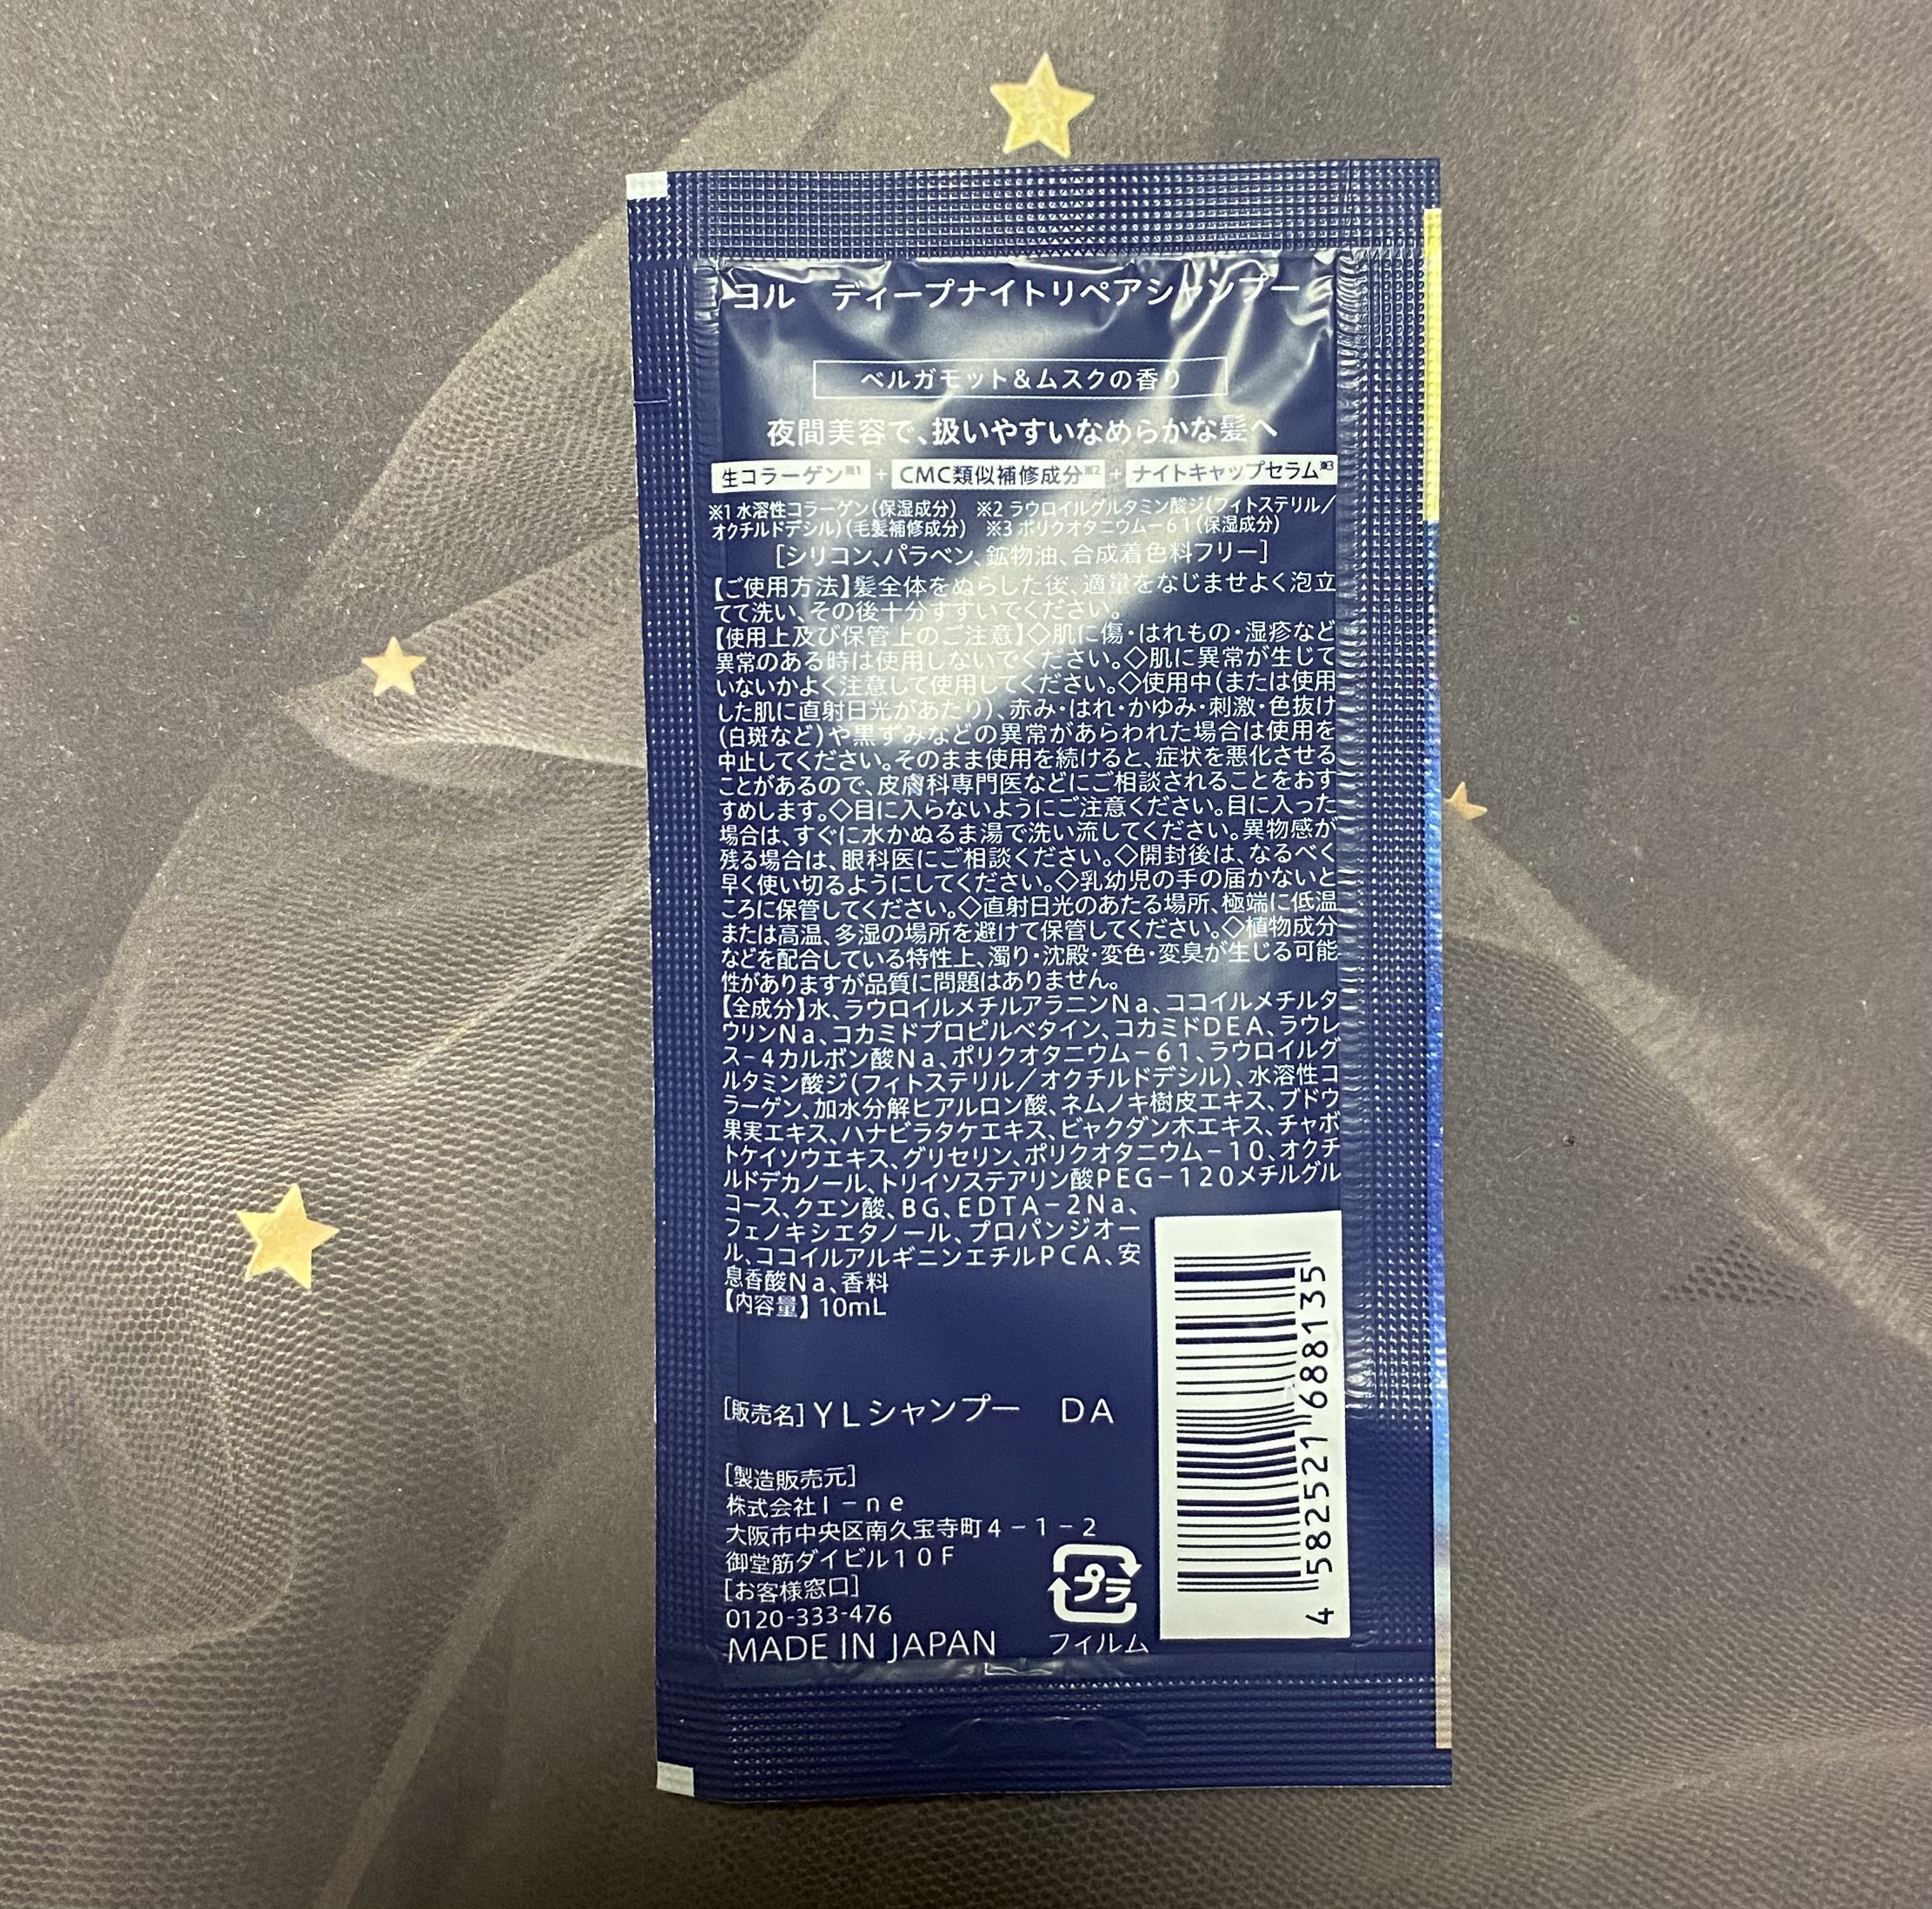 ヨル　ディープナイトリペアシャンプー
ベルガモット&ムスクの香り
夜間美容で、扱いやすいなめらかな髪へ
生コラーゲン※1 + CMC類似補修成分※2 + ナイトキャップセラム※3
※1 水溶性コラーゲン(保湿成分)　※2 ラウロイルグルタミン酸ジ(フィトステリル／
オクチルドデシル)(毛髪補修成分)　※3 ポリクオタニウム－61(保湿成分)
[シリコン、パラベン、鉱物油、合成着色料フリー]
【ご使用方法】髪全体をぬらした後、適量をなじませよく泡立
てて洗い、その後十分すすいでください。
【使用上及び保管上のご注意】◇肌に傷・はれもの・湿疹など
異常のある時は使用しないでください。◇肌に異常が生じて
いないかよく注意して使用してください。◇使用中(または使用
した肌に直射日光があたり)、赤み・はれ・かゆみ・刺激・色抜け
(白斑など)や黒ずみなどの異常があらわれた場合は使用を
中止してください。そのまま使用を続けると、症状を悪化させる
ことがあるので、皮膚科専門医などにご相談されることをおす
すめします。◇目に入らないようにご注意ください。目に入った
場合は、すぐに水かぬるま湯で洗い流してください。異物感が
残る場合は、眼科医にご相談ください。◇開封後は、なるべく
早く使い切るようにしてください。◇乳幼児の手の届かないと
ころに保管してください。◇直射日光のあたる場所、極端に低温
または高温、多湿の場所を避けて保管してください。◇植物成分
などを配合している特性上、濁り・沈殿・変色・変臭が生じる可能
性がありますが品質に問題はありません。
【全成分】水、ラウロイルメチルアラニンNa、ココイルメチルタ
ウリンNa、コカミドプロピルベタイン、コカミドDEA、ラウレ
ス－4カルボン酸Na、ポリクオタニウム－61、ラウロイルグ
ルタミン酸ジ(フィトステリル／オクチルドデシル)、水溶性コ
ラーゲン、加水分解ヒアルロン酸、ネムノキ樹皮エキス、ブドウ
果実エキス、ハナビラタケエキス、ビャクダン木エキス、チャボ
トケイソウエキス、グリセリン、ポリクオタニウム－10、オクチ
ルドデカノール、トリイソステアリン酸PEG－120メチルグル
コース、クエン酸、BG、EDTA－2Na、
フェノキシエタノール、プロパンジオー
ル、ココイルアルギニンエチルPCA、安
息香酸Na、香料
【内容量】10mL
[販売名]YLシャンプー　DA
[製造販売元]
株式会社I－ne
大阪市中央区南久宝寺町4－1－2
御堂筋ダイビル10F
[お客様窓口]
0120-333-476
MADE IN JAPAN
プラ
フィルム
4 582521 688135